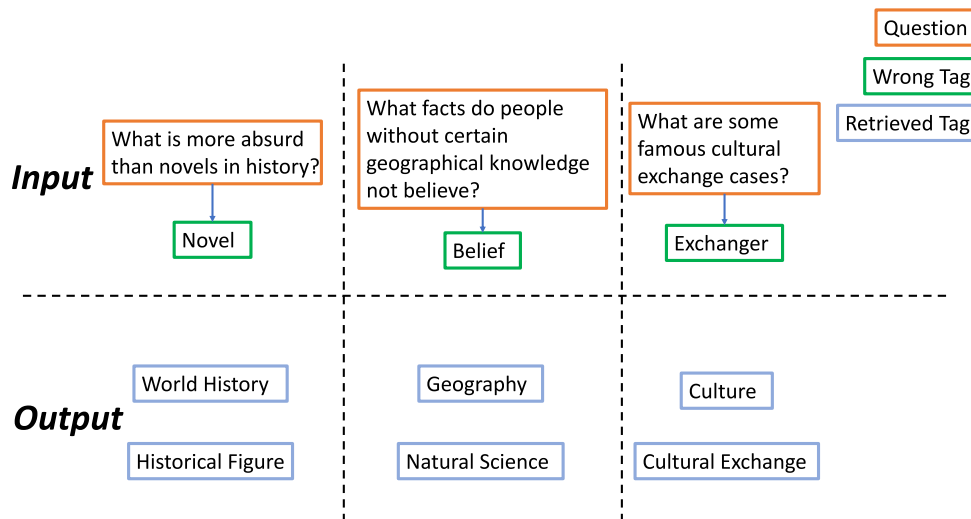 Question
Wrong Tag
Retrieved Tag
Input
What is more absurd
than novels in history?
Novel
What facts do people
without certain
geographical knowledge
not believe?
Belief
What are some
famous cultural
exchange cases?
Exchanger
Output
World History
Historical Figure
Geography
Natural Science
Culture
Cultural Exchange